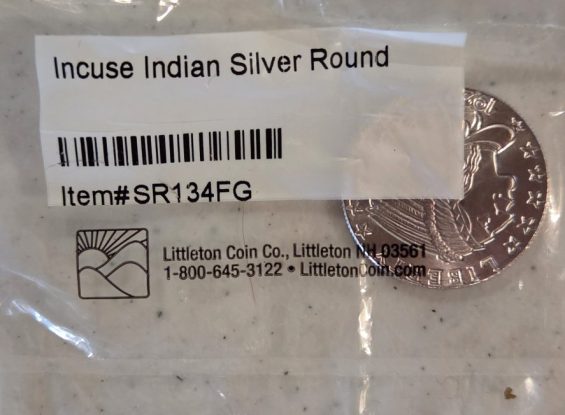 Incuse Indian Silver Round
Item#SR134FG
Littleton Coin Co., Littleton NH 03561
1-800-645-3122 • LittletonCoin.com